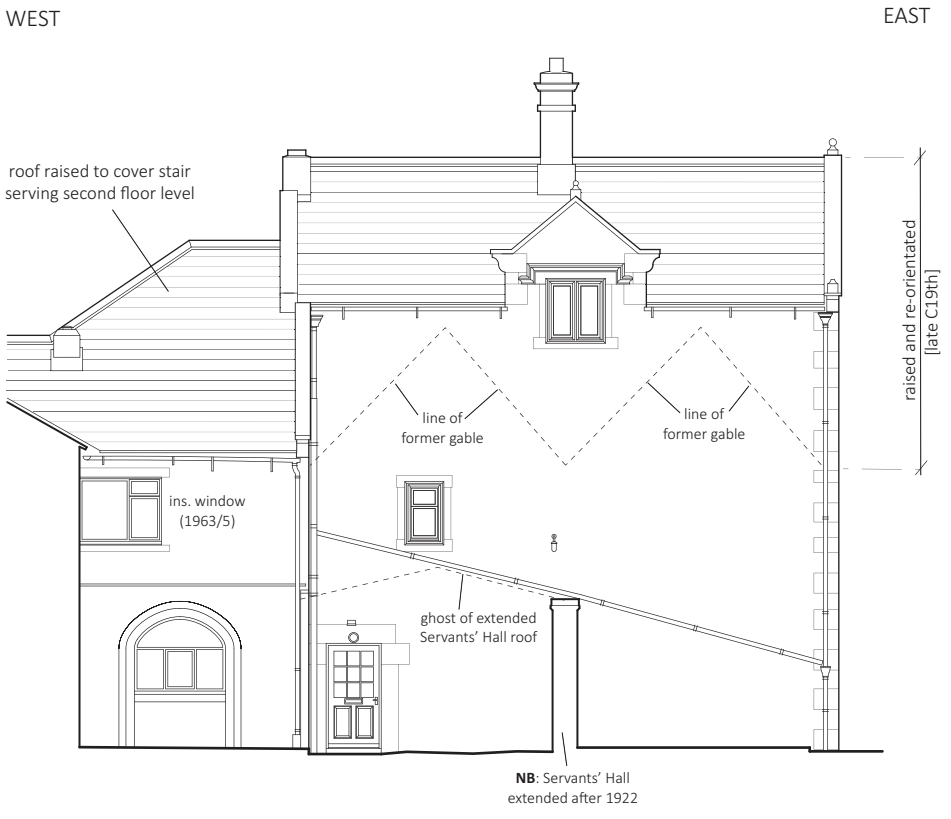 WEST
EAST
roof raised to cover stair
serving second floor level
raised and re-orientated
[late C19th]
line of
former gable
line of
former gable
ins. window
(1963/5)
ghost of extended
Servants' Hall roof
NB: Servants' Hall
extended after 1922